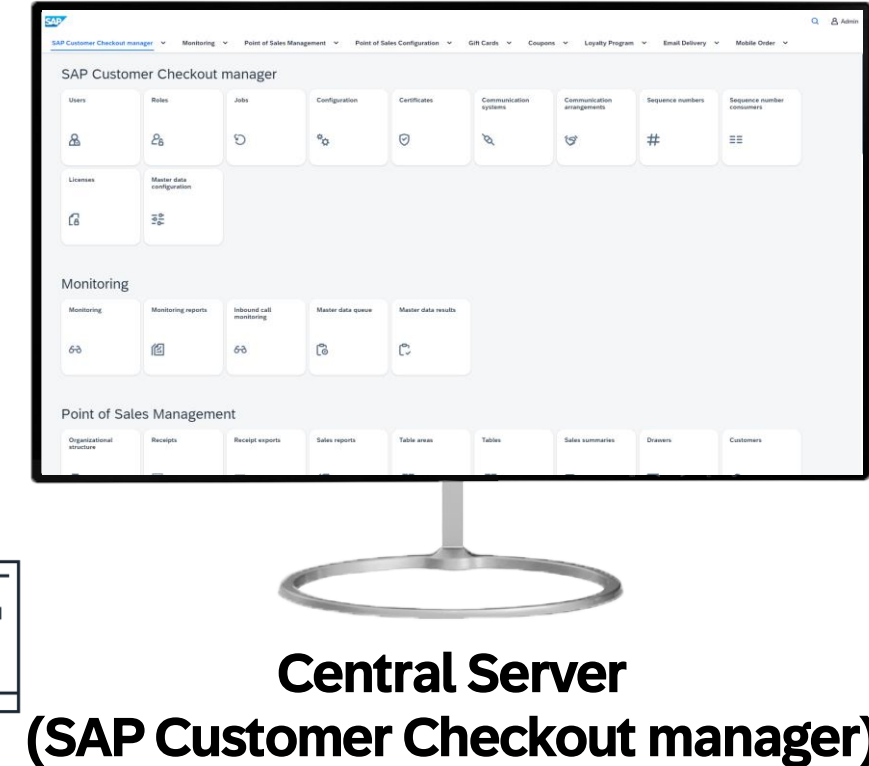 SAP
Admin
SAP Customer Checkout manager Monitoring Point of Sales Management Point of Sales Configuration Gift Cards Coupons Loyalty Program Email Delivery Mobile Order
SAP Customer Checkout manager
Users Roles Jobs Configuration Certificates Communication systems Communication arrangements Sequence numbers Sequence number consumers
Licenses Master data configuration
Monitoring
Monitoring Monitoring reports Inbound call monitoring Master data queue Master data results
Point of Sales Management
Organizational structure Receipts Receipt exports Sales reports Table areas Tables Sales summaries Drawers Customers
Central Server
(SAP Customer Checkout manager)